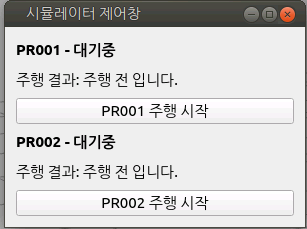 시뮬레이터 제어창
PR001 - 대기중
주행 결과: 주행 전 입니다.
PR001 주행 시작
PR002 - 대기중
주행 결과: 주행 전 입니다.
PR002 주행 시작